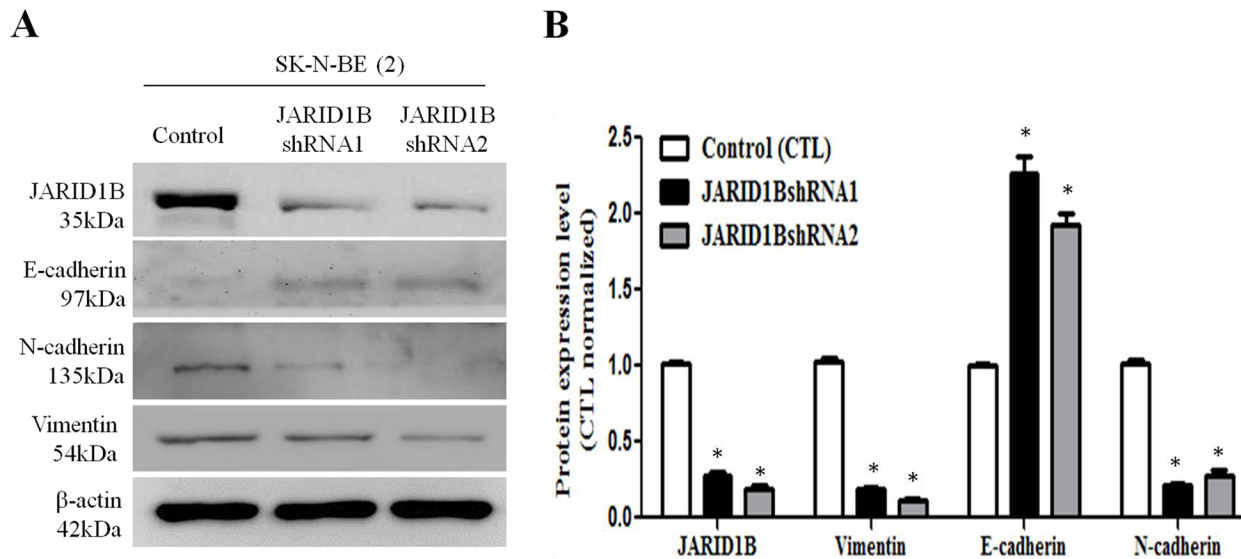 A
SK-N-BE (2)
Control
JARID1B
shRNA1
JARID1B
shRNA2
JARID1B
35kDa
E-cadherin
97kDa
N-cadherin
135kDa
Vimentin
54kDa
β-actin
42kDa
B
Protein expression level
(CTL normalized)
2.5
2.0
1.5
1.0
0.5
0.0
Control (CTL)
JARID1BshRNA1
JARID1BshRNA2
* *
* *
* *
* *
JARID1B
Vimentin
E-cadherin
N-cadherin